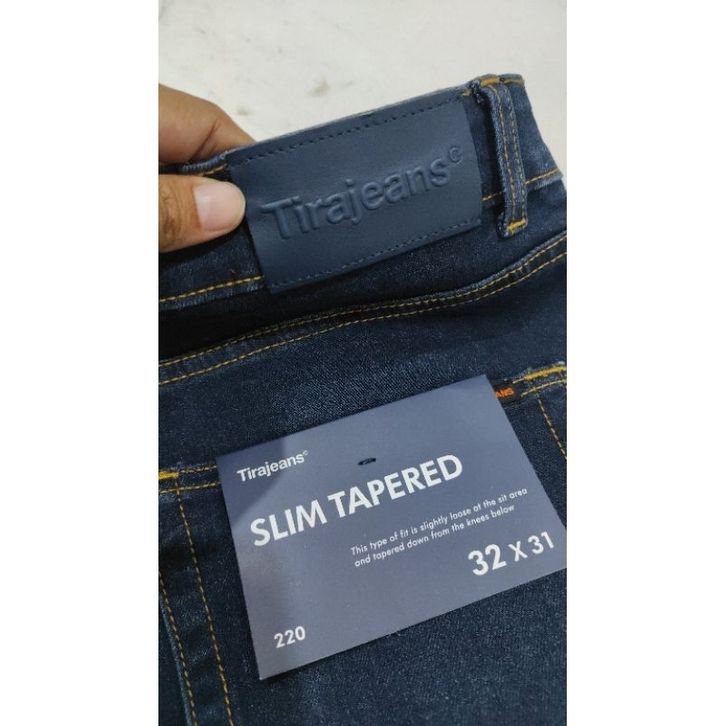 Tirajeans©
ANS
Tirajeans©
SLIM TAPERED
This type of fit is slightly loose at the sit area
and tapered down from the knees below
32 X 31
220